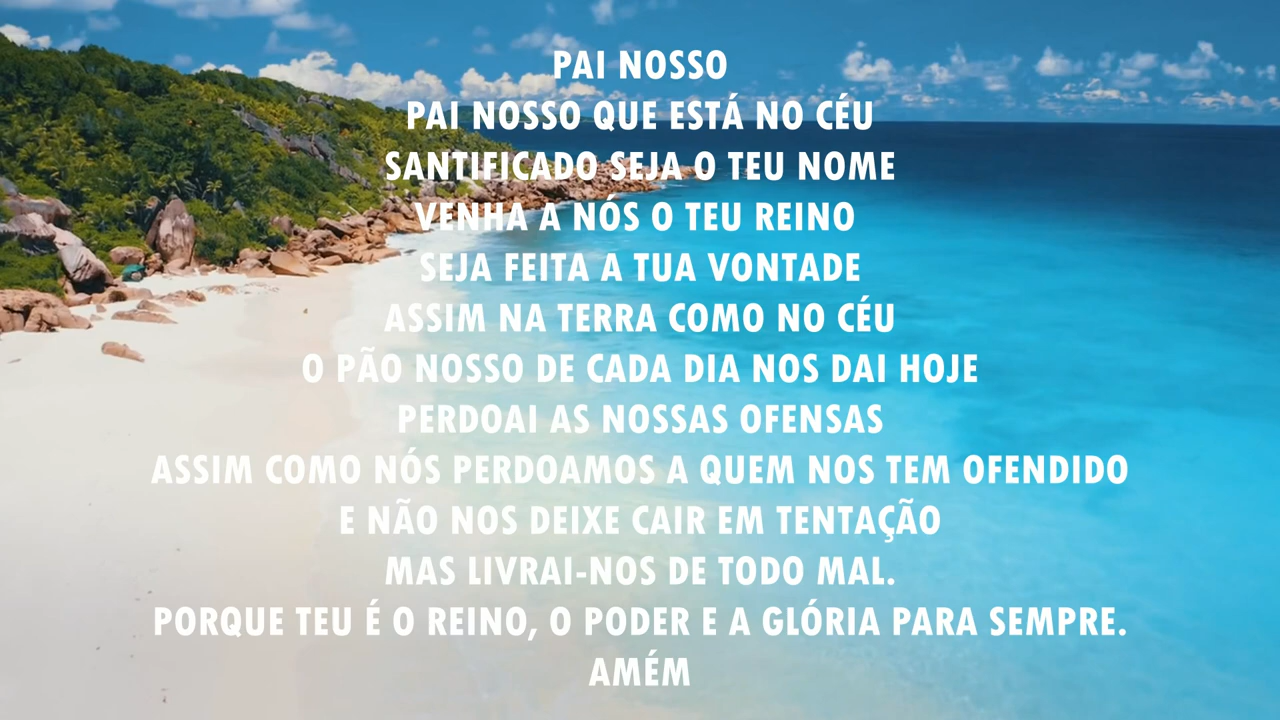 PAI NOSSO
PAI NOSSO QUE ESTÁ NO CÉU
SANTIFICADO SEJA O TEU NOME
VENHA A NÓS O TEU REINO
SEJA FEITA A TUA VONTADE
ASSIM NA TERRA COMO NO CÉU
O PÃO NOSSO DE CADA DIA NOS DAI HOJE
PERDOAI AS NOSSAS OFENSAS
ASSIM COMO NÓS PERDOAMOS A QUEM NOS TEM OFENDIDO
E NÃO NOS DEIXE CAIR EM TENTAÇÃO
MAS LIVRAI-NOS DE TODO MAL.
PORQUE TEU É O REINO, O PODER E A GLÓRIA PARA SEMPRE.
AMÉM